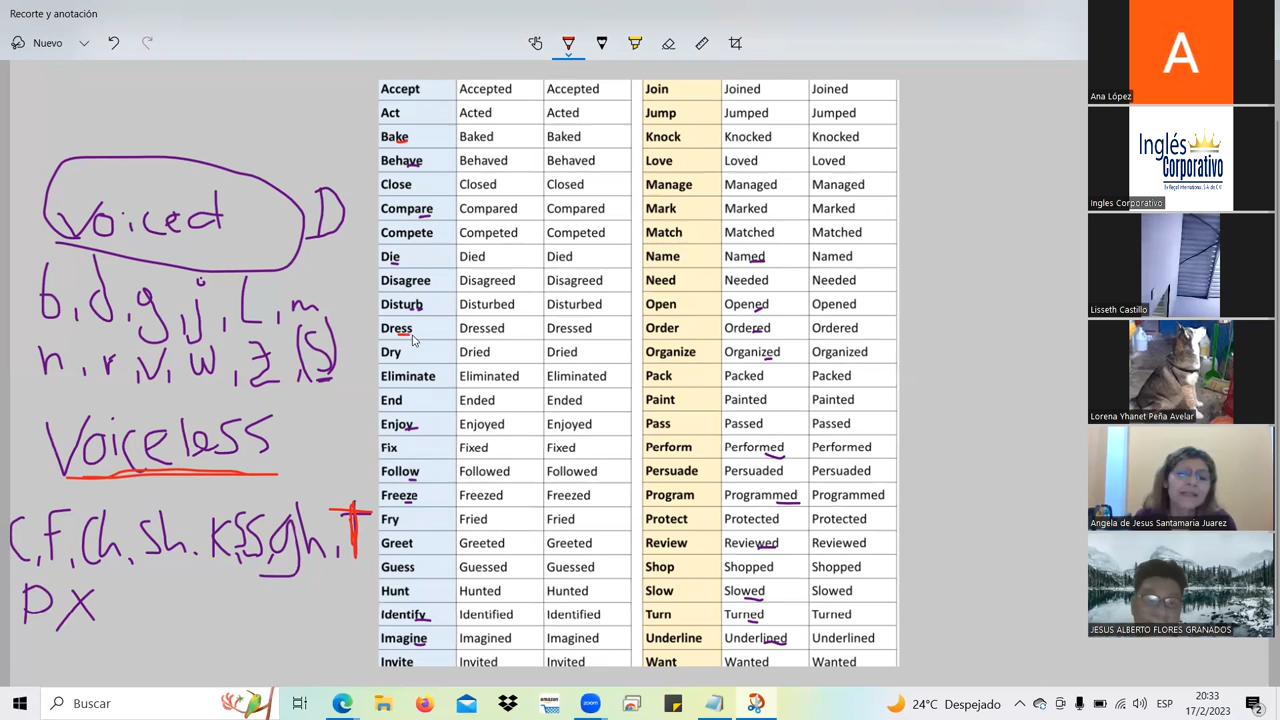 Recorte y anotación
Nuevo
Voiced D
b, d, g, j, L, m,
n, r, v, w, z, (S)
Voiceless
C, f, Ch, sh, K, SS, gh, T
P X
Accept Accepted Accepted Join Joined Joined
Act Acted Acted Jump Jumped Jumped
Bake Baked Baked Knock Knocked Knocked
Behave Behaved Behaved Love Loved Loved
Close Closed Closed Manage Managed Managed
Compare Compared Compared Mark Marked Marked
Compete Competed Competed Match Matched Matched
Die Died Died Name Named Named
Disagree Disagreed Disagreed Need Needed Needed
Disturb Disturbed Disturbed Open Opened Opened
Dress Dressed Dressed Order Ordered Ordered
Dry Dried Dried Organize Organized Organized
Eliminate Eliminated Eliminated Pack Packed Packed
End Ended Ended Paint Painted Painted
Enjoy Enjoyed Enjoyed Pass Passed Passed
Fix Fixed Fixed Perform Performed Performed
Follow Followed Followed Persuade Persuaded Persuaded
Freeze Freezed Freezed Program Programmed Programmed
Fry Fried Fried Protect Protected Protected
Greet Greeted Greeted Review Reviewed Reviewed
Guess Guessed Guessed Shop Shopped Shopped
Hunt Hunted Hunted Slow Slowed Slowed
Identify Identified Identified Turn Turned Turned
Imagine Imagined Imagined Underline Underlined Underlined
Invite Invited Invited Want Wanted Wanted
A
Ana López
Inglés
Corporativo
Ingles Corporativo
Lisseth Castillo
Lorena Yhanet Peña Avelar
Angela de Jesus Santamaria Juarez
JESUS ALBERTO FLORES GRANADOS
Buscar
amazon
zoom
24°C Despejado
ESP
20:33
17/2/2023
2